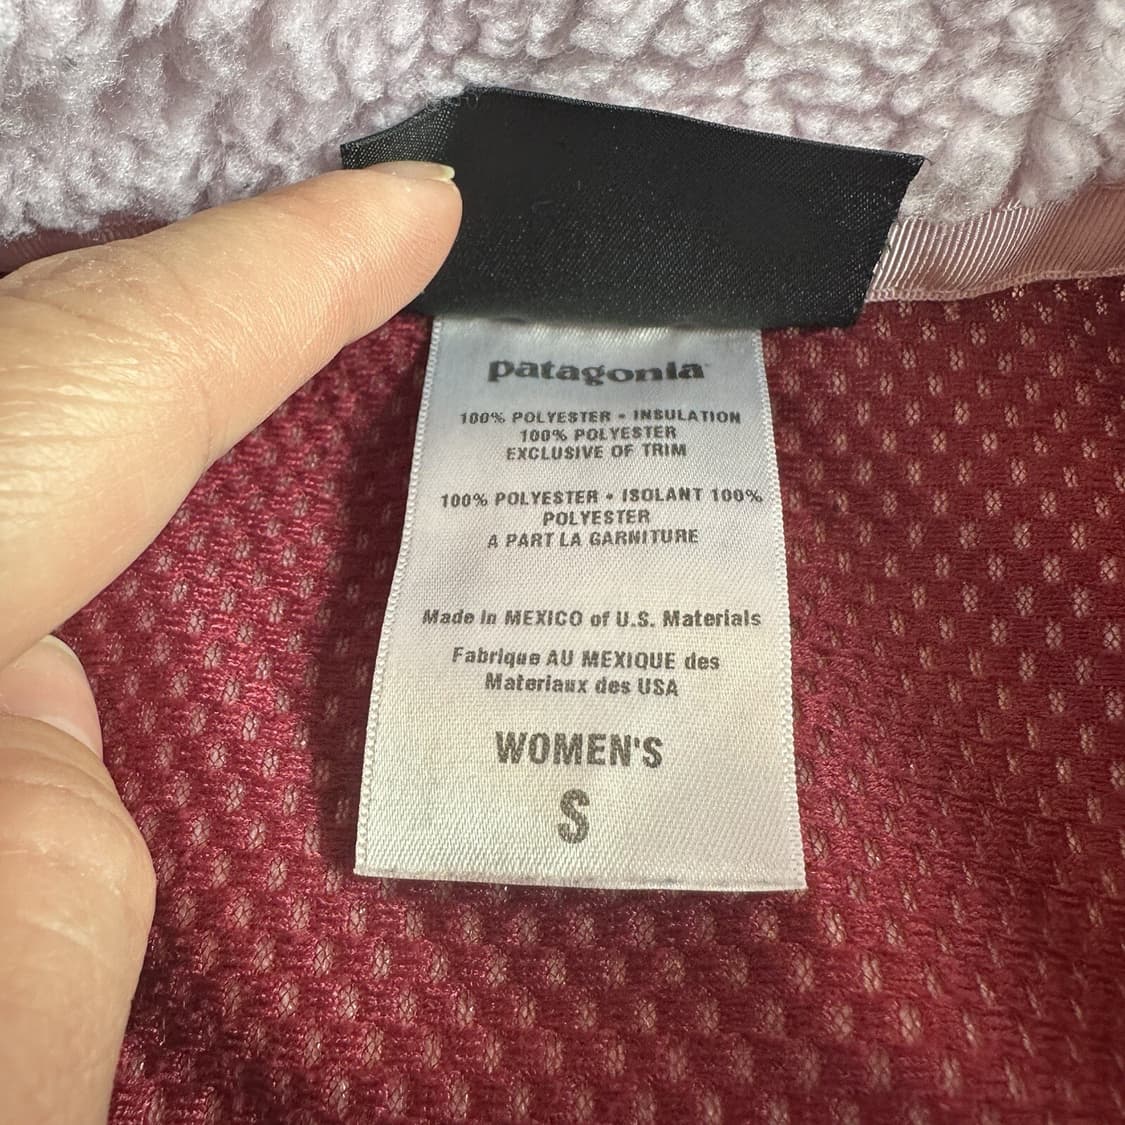 patagonia
100% POLYESTER • INSULATION
100% POLYESTER
EXCLUSIVE OF TRIM
100% POLYESTER • ISOLANT 100%
POLYESTER
A PART LA GARNITURE
Made in MEXICO of U.S. Materials
Fabrique AU MEXIQUE des
Materiaux des USA
WOMEN'S
S